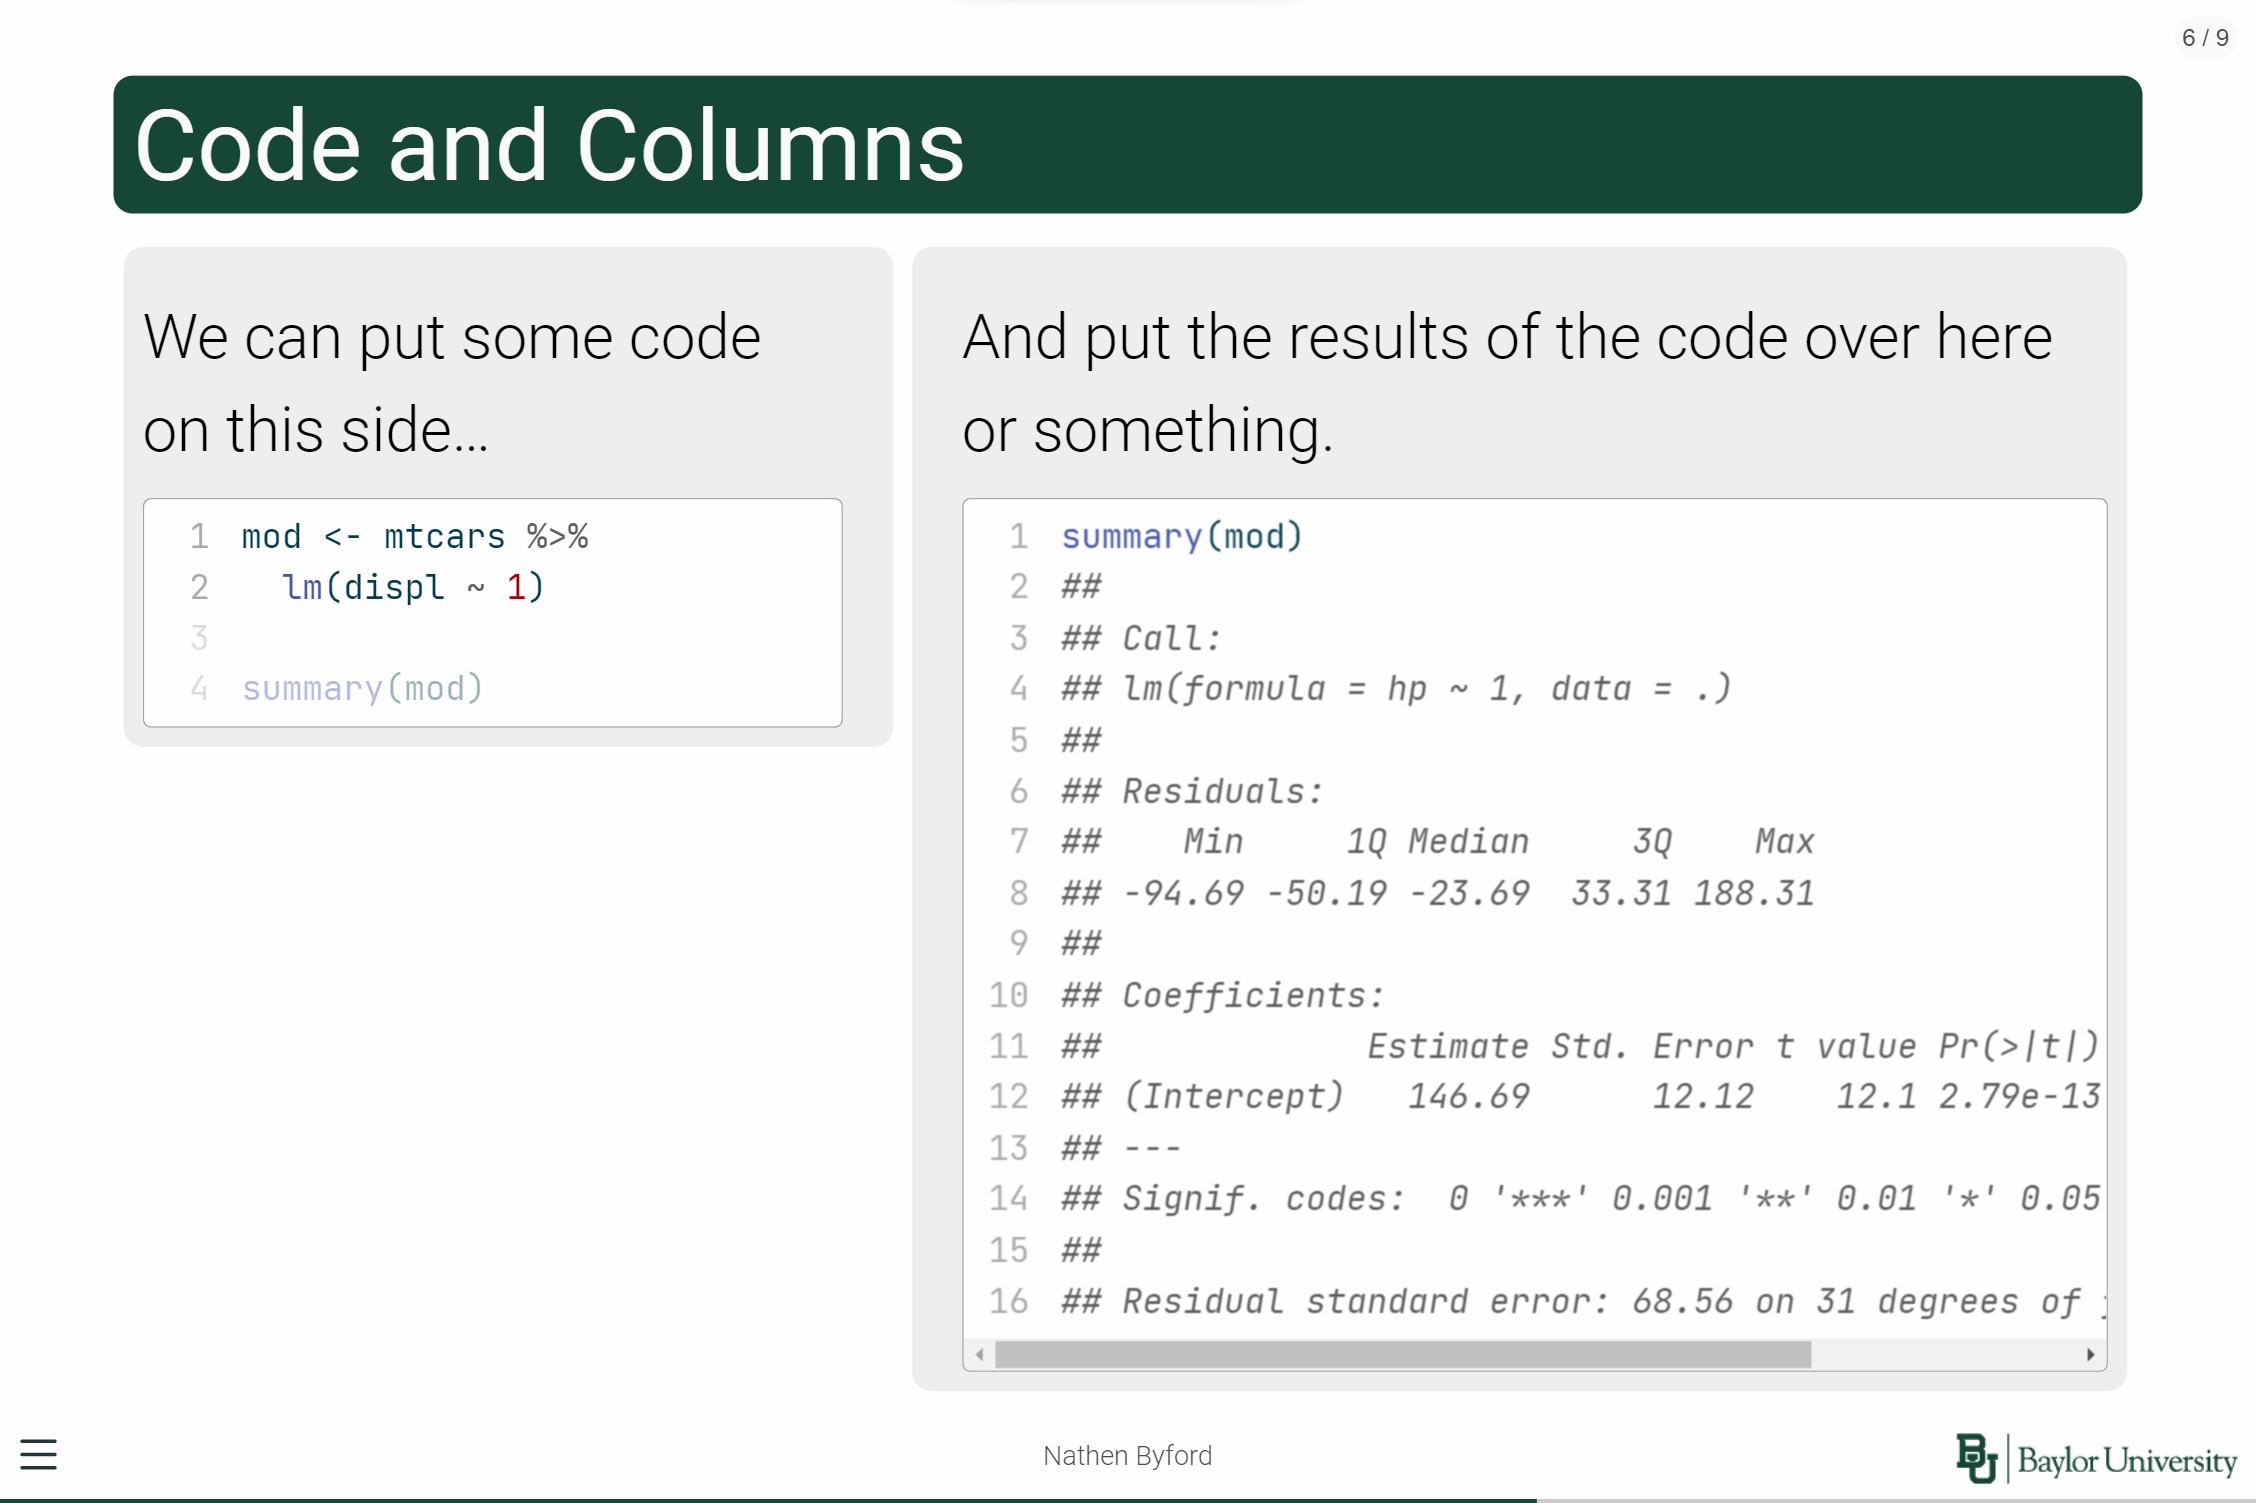 6 / 9
Code and Columns
We can put some code
on this side...
1 mod <- mtcars %>%
2   lm(displ ~ 1)
3
4 summary(mod)
And put the results of the code over here
or something.
1 summary(mod)
2 ##
3 ## Call:
4 ## lm(formula = hp ~ 1, data = .)
5 ##
6 ## Residuals:
7 ##    Min     1Q Median     3Q    Max
8 ## -94.69 -50.19 -23.69  33.31 188.31
9 ##
10 ## Coefficients:
11 ##             Estimate Std. Error t value Pr(>|t|)
12 ## (Intercept)   146.69      12.12    12.1 2.79e-13
13 ## ---
14 ## Signif. codes:  0 '***' 0.001 '**' 0.01 '*' 0.05
15 ##
16 ## Residual standard error: 68.56 on 31 degrees of
Nathen Byford
BU Baylor University